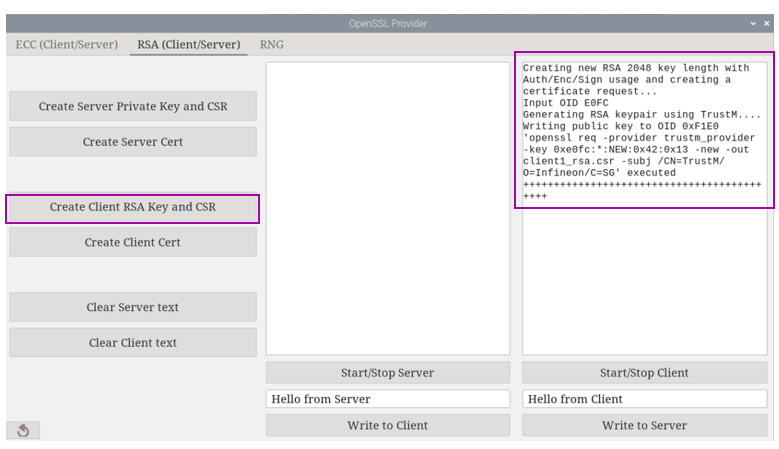 OpenSSL Provider
ECC (Client/Server)
RSA (Client/Server)
RNG
Create Server Private Key and CSR
Create Server Cert
Create Client RSA Key and CSR
Create Client Cert
Clear Server text
Clear Client text
Start/Stop Server
Hello from Server
Write to Client
Creating new RSA 2048 key length with
Auth/Enc/Sign usage and creating a
certificate request...
Input OID E0FC
Generating RSA keypair using TrustM....
Writing public key to OID 0xF1E0
'openssl req -provider trustm_provider
-key 0xe0fc:*:NEW:0x42:0x13 -new -out
client1_rsa.csr -subj /CN=TrustM/
O=Infineon/C=SG' executed
+++++++++++++++++++++++++++++++++++++++
++++
Start/Stop Client
Hello from Client
Write to Server